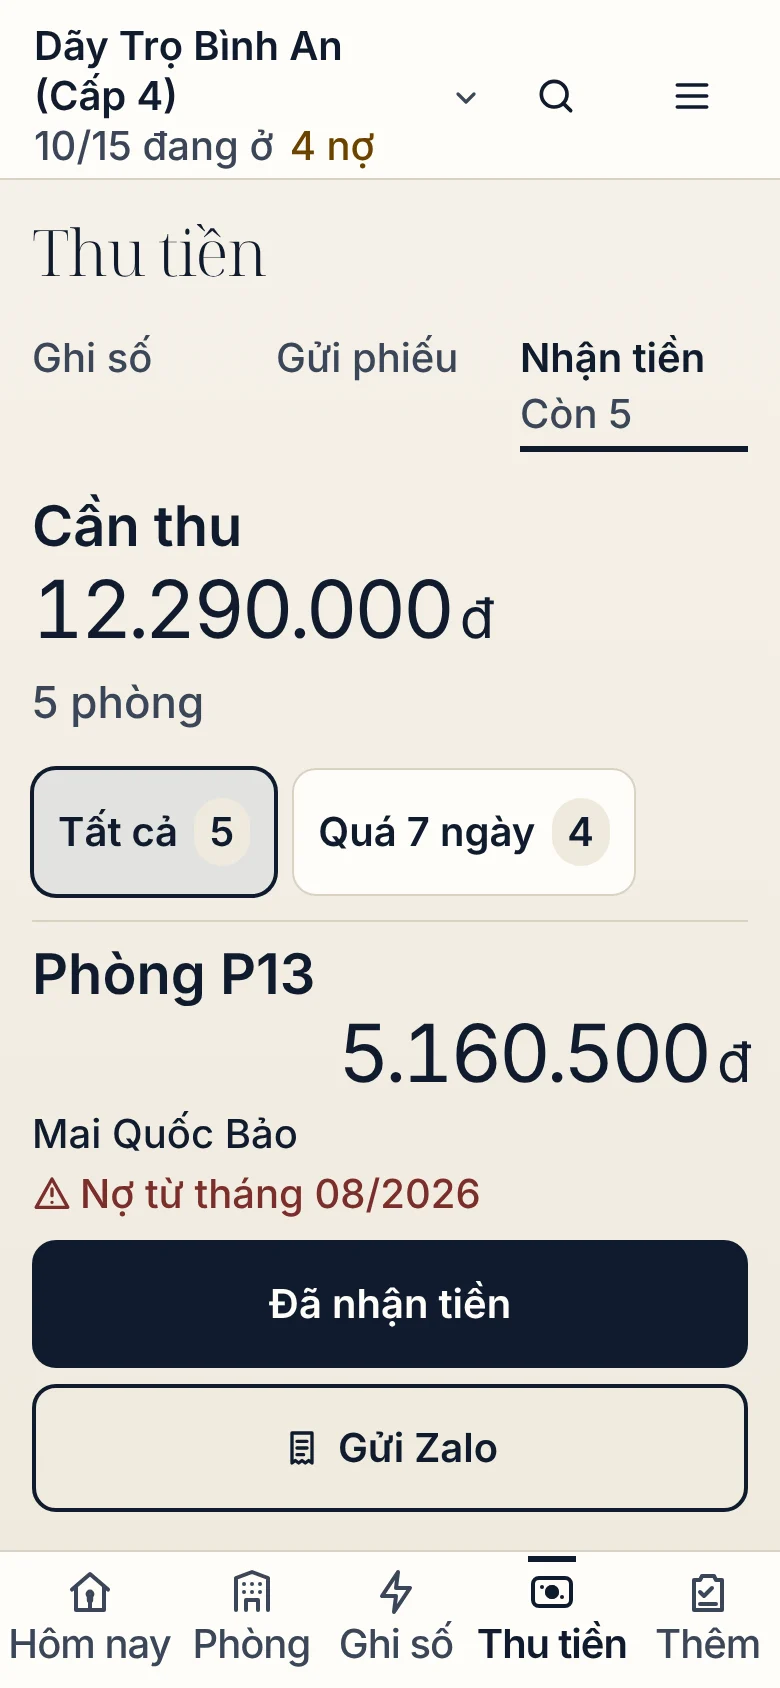 Dãy Trọ Bình An
(Cấp 4)
10/15 đang ở 4 nợ
Thu tiền
Ghi số
Gửi phiếu
Nhận tiền
Còn 5
Cần thu
12.290.000 đ
5 phòng
Tất cả 5
Quá 7 ngày 4
Phòng P13
5.160.500 đ
Mai Quốc Bảo
Nợ từ tháng 08/2026
Đã nhận tiền
Gửi Zalo
Hôm nay
Phòng
Ghi số
Thu tiền
Thêm